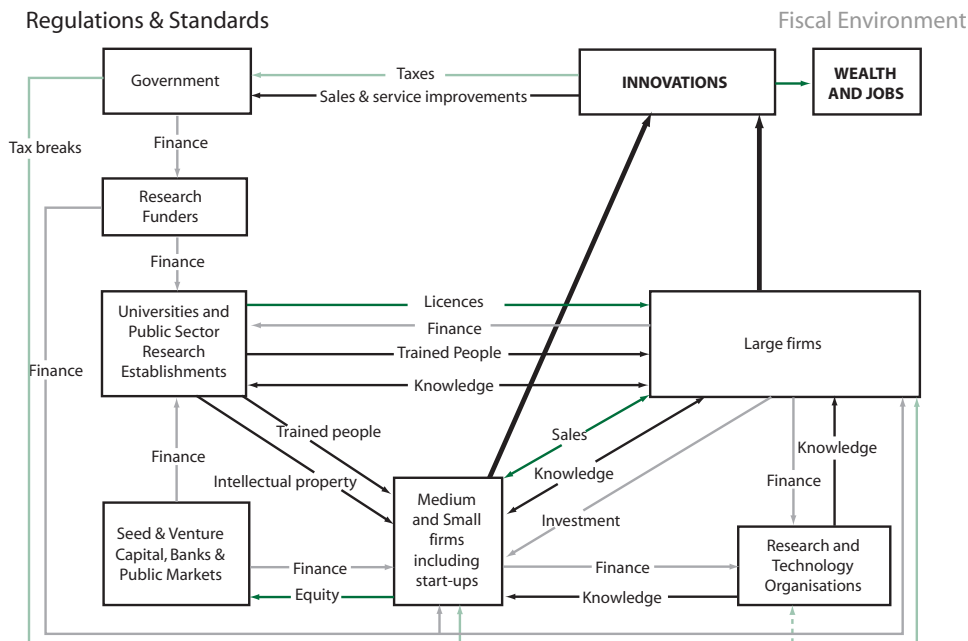 Regulations & Standards
Fiscal Environment
Government
Taxes
Sales & service improvements
INNOVATIONS
WEALTH
AND JOBS
Tax breaks
Finance
Research
Funders
Finance
Universities and
Public Sector
Research
Establishments
Licences
Finance
Trained People
Knowledge
Large firms
Finance
Trained people
Intellectual property
Finance
Sales
Knowledge
Investment
Knowledge
Finance
Seed & Venture
Capital, Banks &
Public Markets
Finance
Equity
Medium
and Small
firms
including
start-ups
Finance
Knowledge
Research and
Technology
Organisations